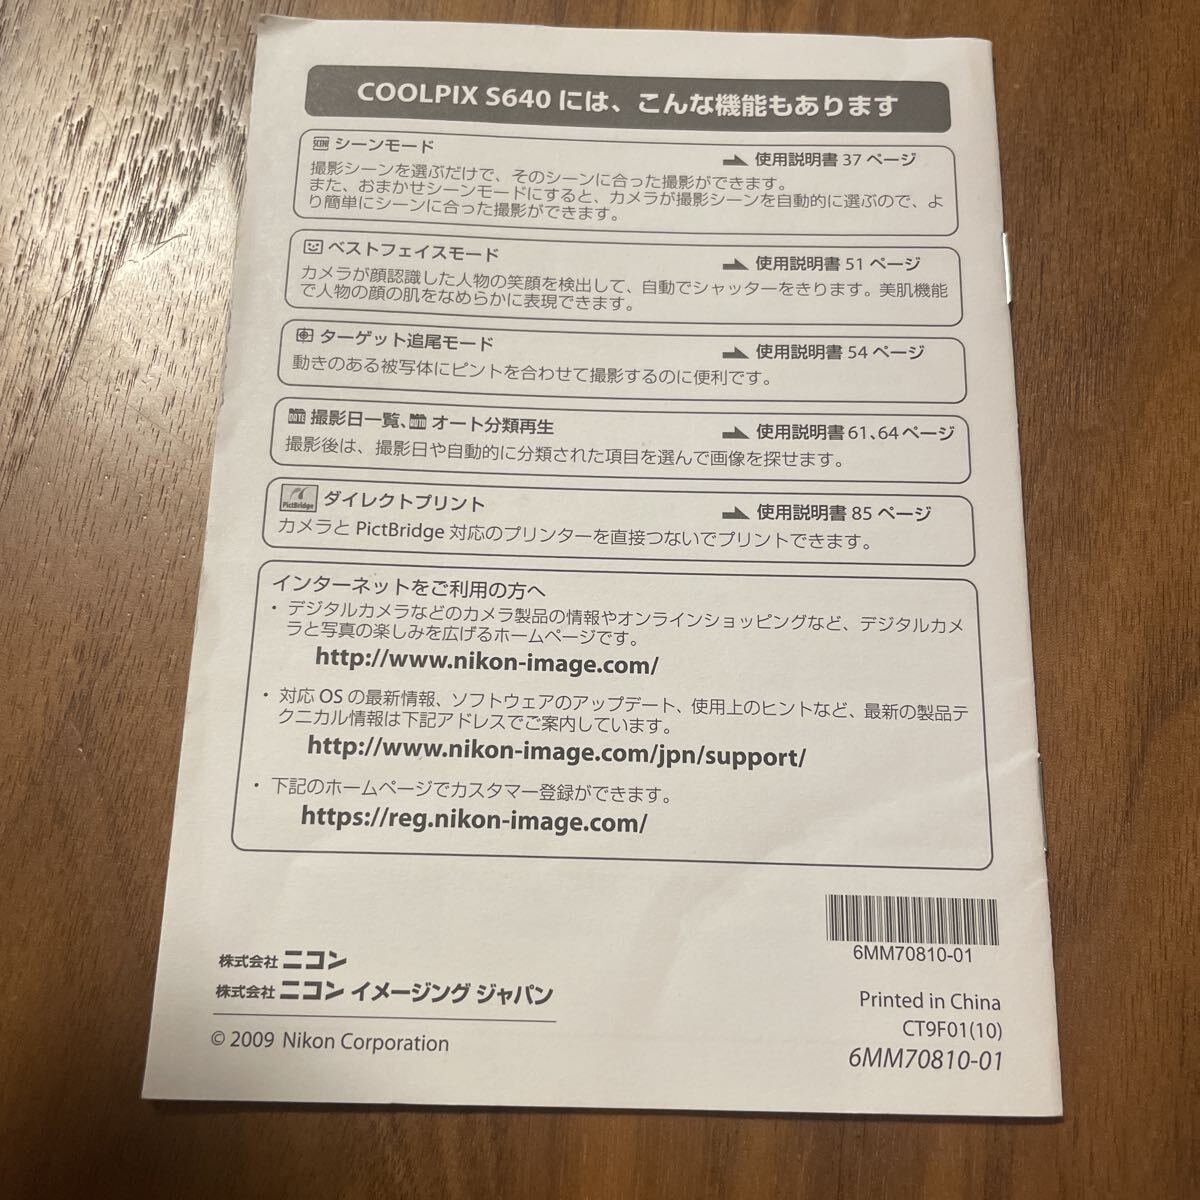 COOLPIX S640 には、こんな機能もあります
SCENE シーンモード
使用説明書 37 ページ
撮影シーンを選ぶだけで、そのシーンに合った撮影ができます。
また、おまかせシーンモードにすると、カメラが撮影シーンを自動的に選ぶので、よ
り簡単にシーンに合った撮影ができます。
ベストフェイスモード
使用説明書 51 ページ
カメラが顔認識した人物の笑顔を検出して、自動でシャッターをきります。美肌機能
で人物の顔の肌をなめらかに表現できます。
ターゲット追尾モード
使用説明書 54 ページ
動きのある被写体にピントを合わせて撮影するのに便利です。
DATE 撮影日一覧、AUTO オート分類再生
使用説明書 61、64 ページ
撮影後は、撮影日や自動的に分類された項目を選んで画像を探せます。
PictBridge ダイレクトプリント
使用説明書 85 ページ
カメラと PictBridge 対応のプリンターを直接つないでプリントできます。
インターネットをご利用の方へ
・ デジタルカメラなどのカメラ製品の情報やオンラインショッピングなど、デジタルカメ
ラと写真の楽しみを広げるホームページです。
http://www.nikon-image.com/
・ 対応 OS の最新情報、ソフトウェアのアップデート、使用上のヒントなど、最新の製品テ
クニカル情報は下記アドレスでご案内しています。
http://www.nikon-image.com/jpn/support/
・ 下記のホームページでカスタマー登録ができます。
https://reg.nikon-image.com/
6MM70810-01
株式会社 ニコン
株式会社 ニコン イメージング ジャパン
© 2009 Nikon Corporation
Printed in China
CT9F01(10)
6MM70810-01